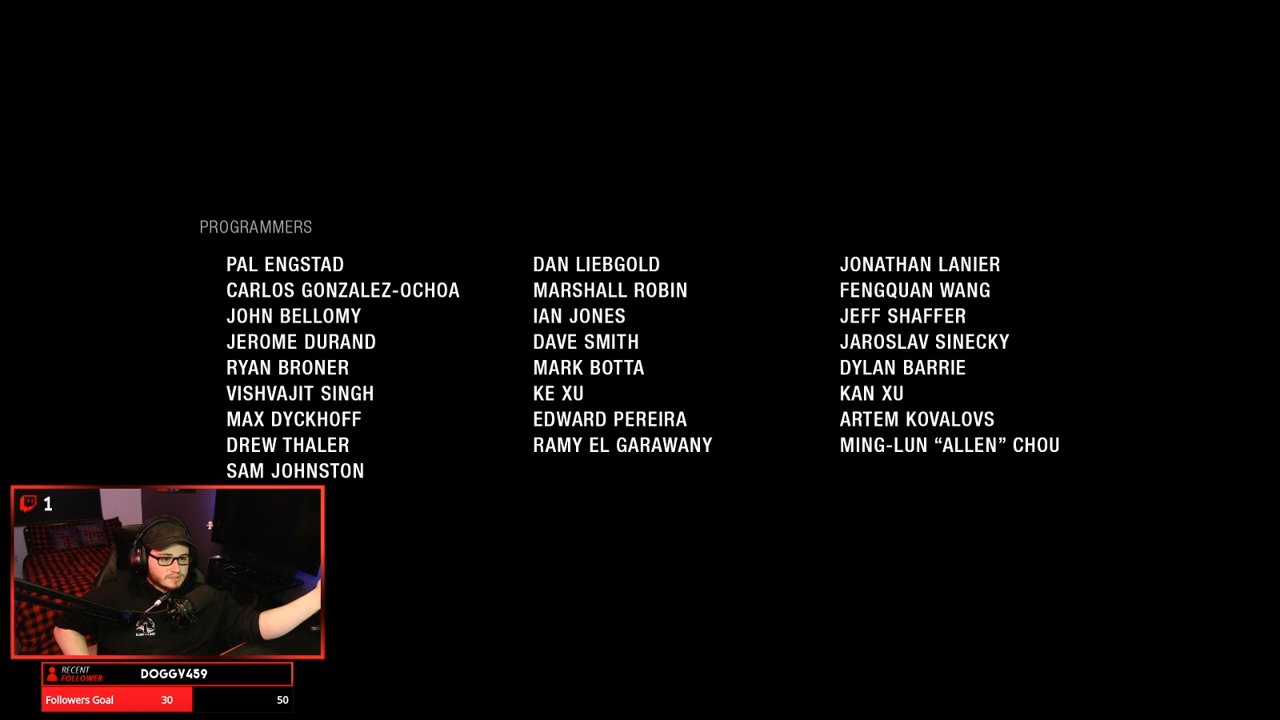 PROGRAMMERS
PAL ENGSTAD
CARLOS GONZALEZ-OCHOA
JOHN BELLOMY
JEROME DURAND
RYAN BRONER
VISHVAJIT SINGH
MAX DYCKHOFF
DREW THALER
SAM JOHNSTON
DAN LIEBGOLD
MARSHALL ROBIN
IAN JONES
DAVE SMITH
MARK BOTTA
KE XU
EDWARD PEREIRA
RAMY EL GARAWANY
JONATHAN LANIER
FENGQUAN WANG
JEFF SHAFFER
JAROSLAV SINECKY
DYLAN BARRIE
KAN XU
ARTEM KOVALOVS
MING-LUN “ALLEN” CHOU
1
RECENT
FOLLOWER
DOGGY459
Followers Goal 30 50